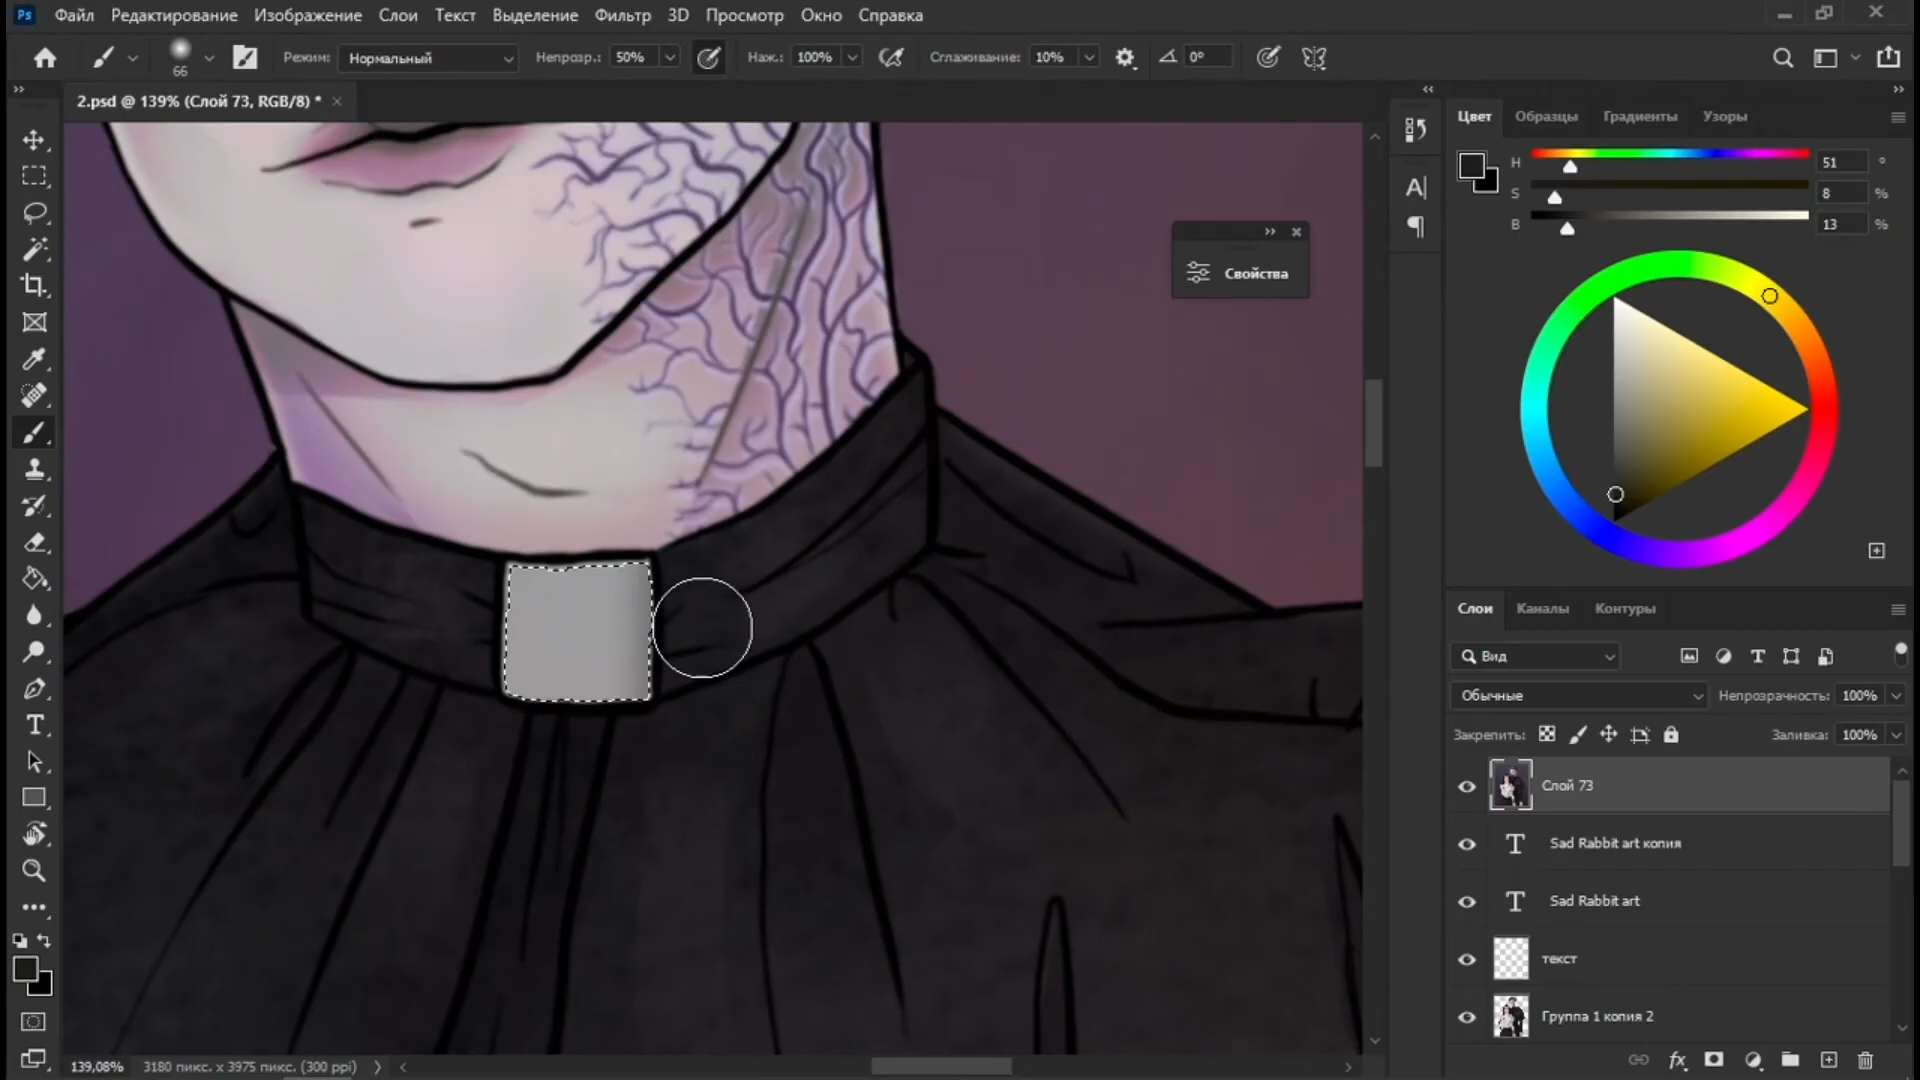 Ps Файл Редактирование Изображение Слои Текст Выделение Фильтр 3D Просмотр Окно Справка
66 Режим: Нормальный Непрозр.: 50% Наж.: 100% Сглаживание: 10% 0°
2.psd @ 139% (Слой 73, RGB/8) *
Цвет Образцы Градиенты Узоры
H 51 °
S 8 %
B 13 %
Свойства
Слои Каналы Контуры
Вид
Обычные Непрозрачность: 100%
Закрепить: Заливка: 100%
Слой 73
Sad Rabbit art копия
Sad Rabbit art
текст
Группа 1 копия 2
139,08% 3180 пикс. x 3975 пикс. (300 ppi)